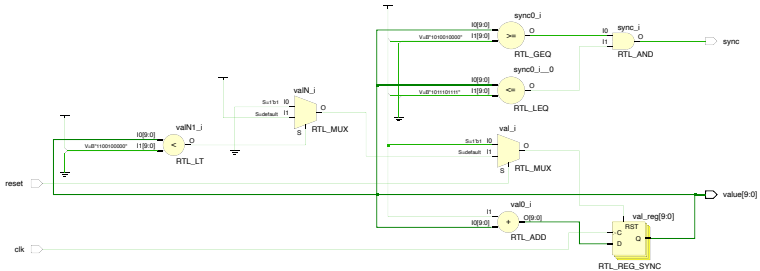 sync0_i
I0[9:0]
V=B"1010010000"
I1[9:0]
>=
O
RTL_GEQ
sync_i
I0
I1
O
RTL_AND
sync
sync0_i__0
I0[9:0]
V=B"1011101111"
I1[9:0]
<=
O
RTL_LEQ
valN_i
S=1'b1
I0
S=default
I1
O
S
RTL_MUX
valN1_i
I0[9:0]
V=B"1100100000"
I1[9:0]
<
O
RTL_LT
val_i
S=1'b1
I0
S=default
I1
O
S
RTL_MUX
reset
value[9:0]
val0_i
I1
I0[9:0]
+
O[9:0]
RTL_ADD
val_reg[9:0]
RST
C
D
Q
RTL_REG_SYNC
clk